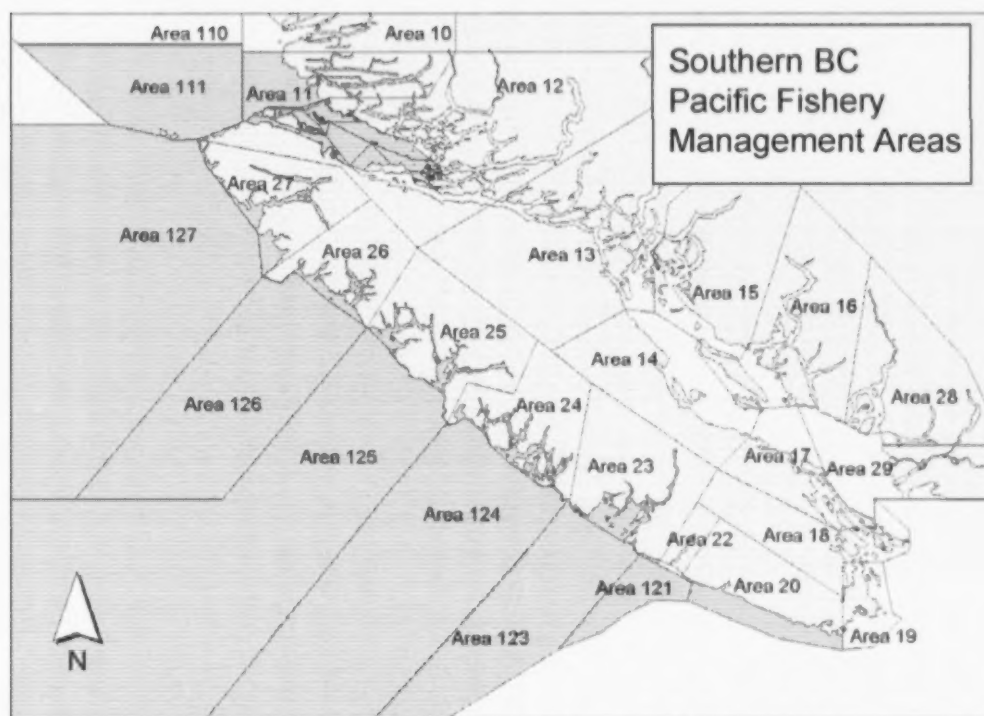 Area 110
Area 10
Southern BC
Pacific Fishery
Management Areas
Area 111
Area 11
Area 12
Area 27
Area 127
Area 26
Area 13
Area 15
Area 16
Area 25
Area 14
Area 28
Area 126
Area 24
Area 125
Area 17
Area 23
Area 29
Area 124
Area 22
Area 18
Area 121
Area 20
Area 123
Area 19
N